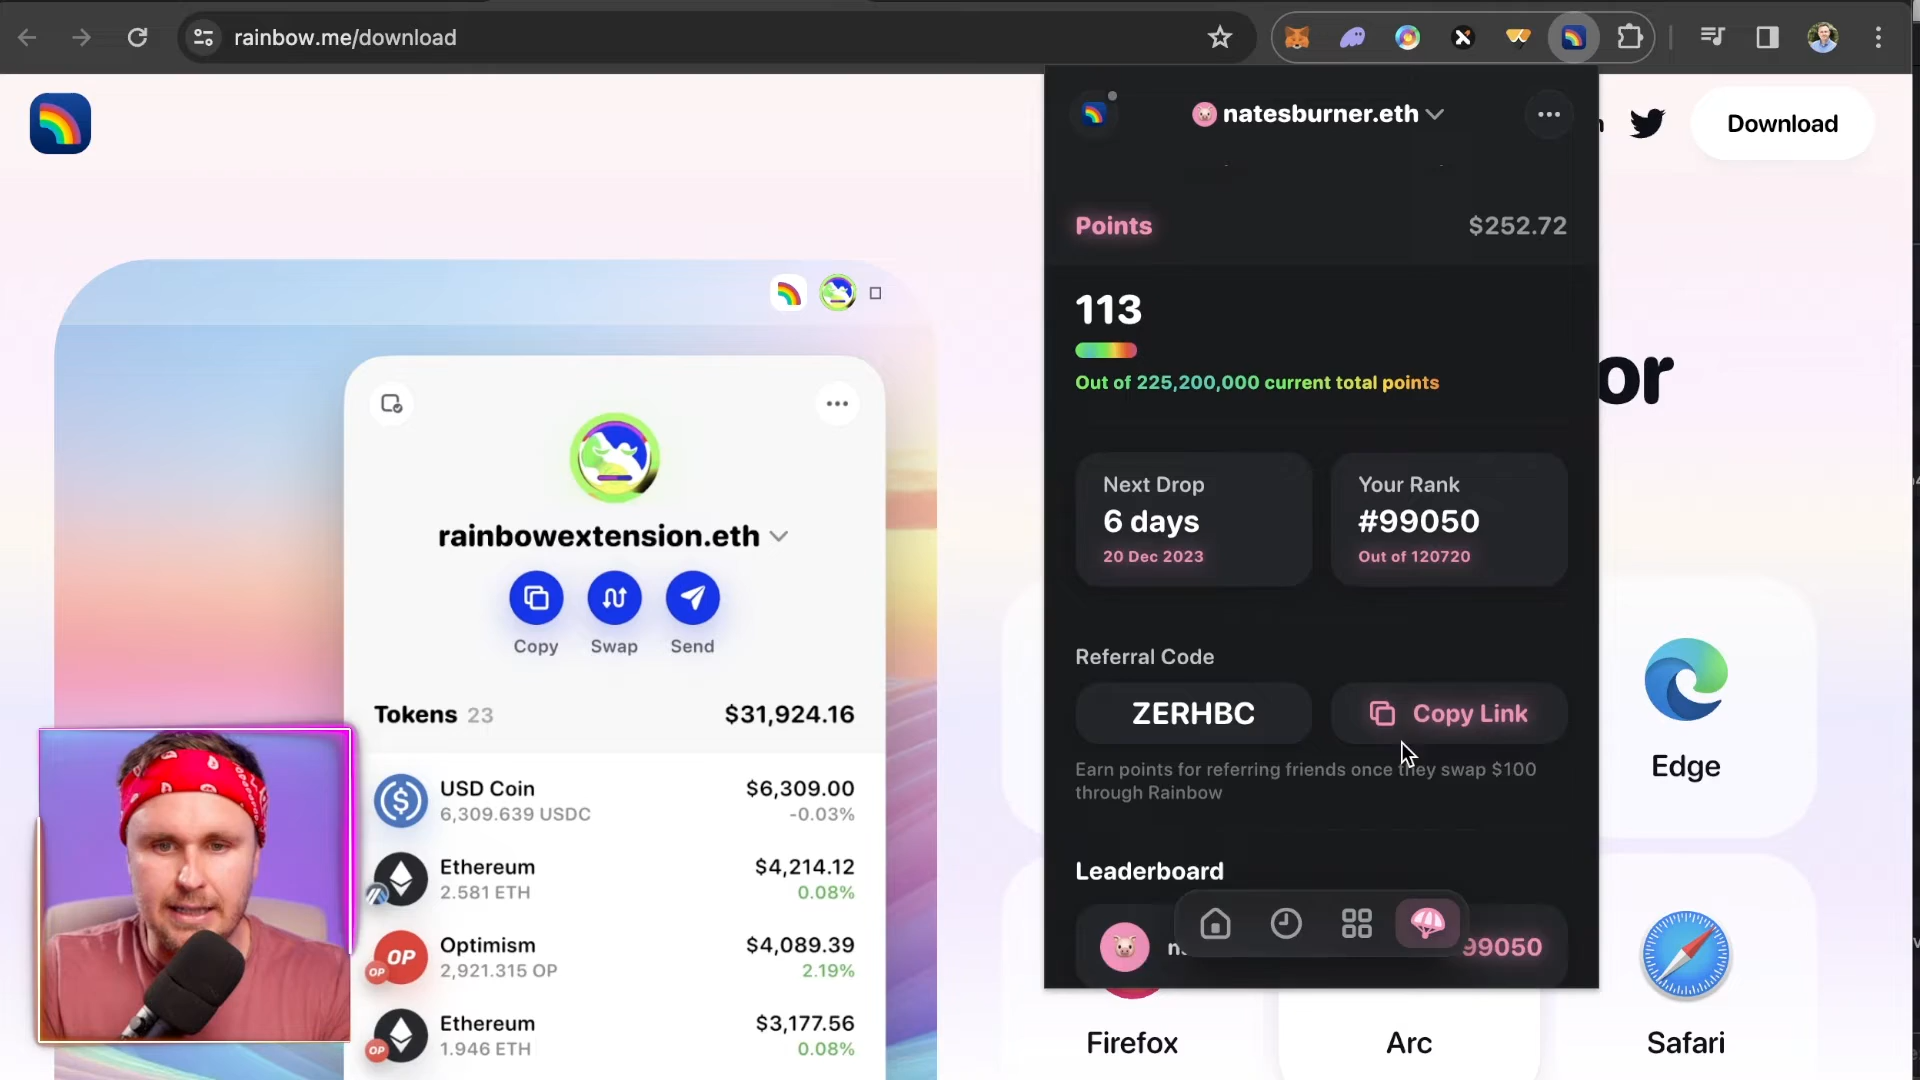 rainbow.me/download
Download
or
natesburner.eth
Points
$252.72
113
Out of 225,200,000 current total points
Next Drop
6 days
20 Dec 2023
Your Rank
#99050
Out of 120720
Referral Code
ZERHBC
Copy Link
Earn points for referring friends once they swap $100
through Rainbow
Leaderboard
99050
rainbowextension.eth
Copy
Swap
Send
Tokens 23
$31,924.16
USD Coin
$6,309.00
6,309.639 USDC
-0.03%
Ethereum
$4,214.12
2.581 ETH
0.08%
OP
OP
Optimism
$4,089.39
2,921.315 OP
2.19%
OP
Ethereum
$3,177.56
1.946 ETH
0.08%
Edge
Firefox
Arc
Safari